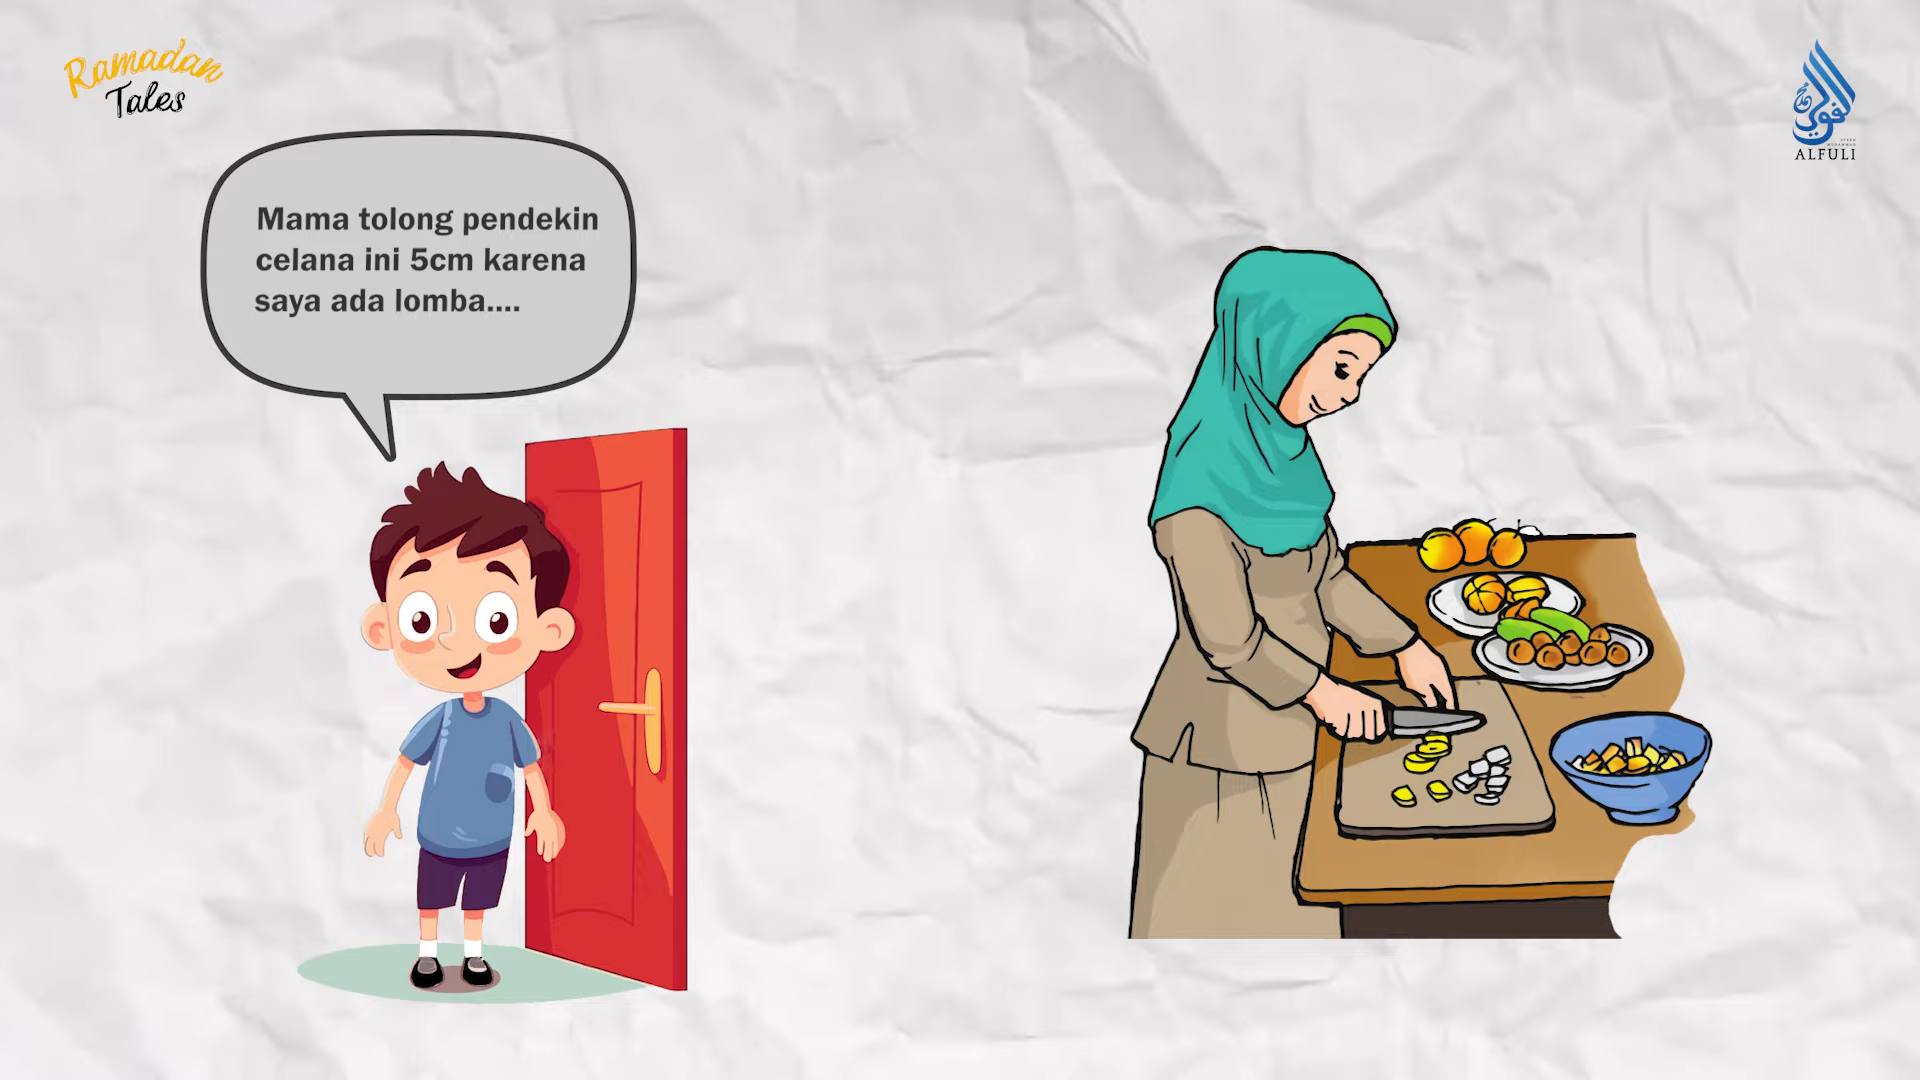 Ramadan
Tales
Mama tolong pendekin
celana ini 5cm karena
saya ada lomba....
ALFULI